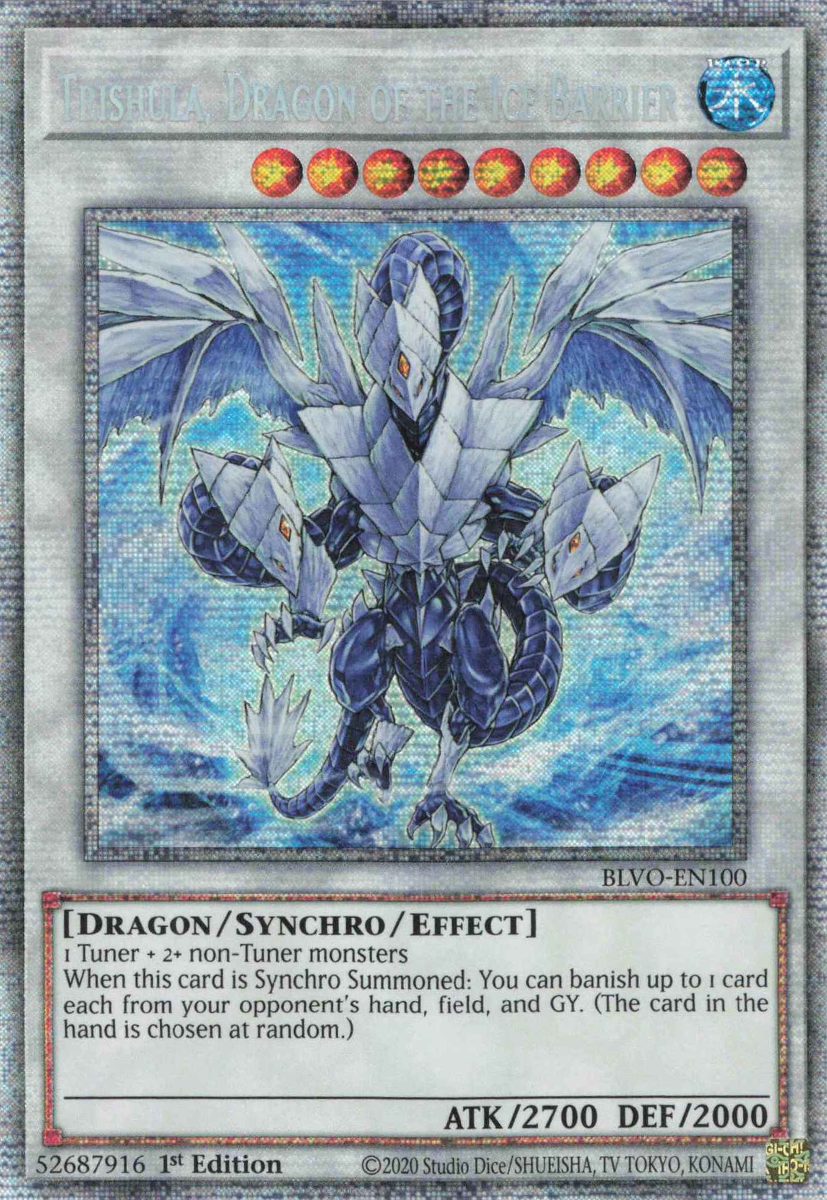 Trishula, Dragon of the Ice Barrier
水
BLVO-EN100
[Dragon/Synchro/Effect]
1 Tuner + 2+ non-Tuner monsters
When this card is Synchro Summoned: You can banish up to 1 card
each from your opponent's hand, field, and GY. (The card in the
hand is chosen at random.)
ATK/2700 DEF/2000
52687916 1st Edition ©2020 Studio Dice/SHUEISHA, TV TOKYO, KONAMI